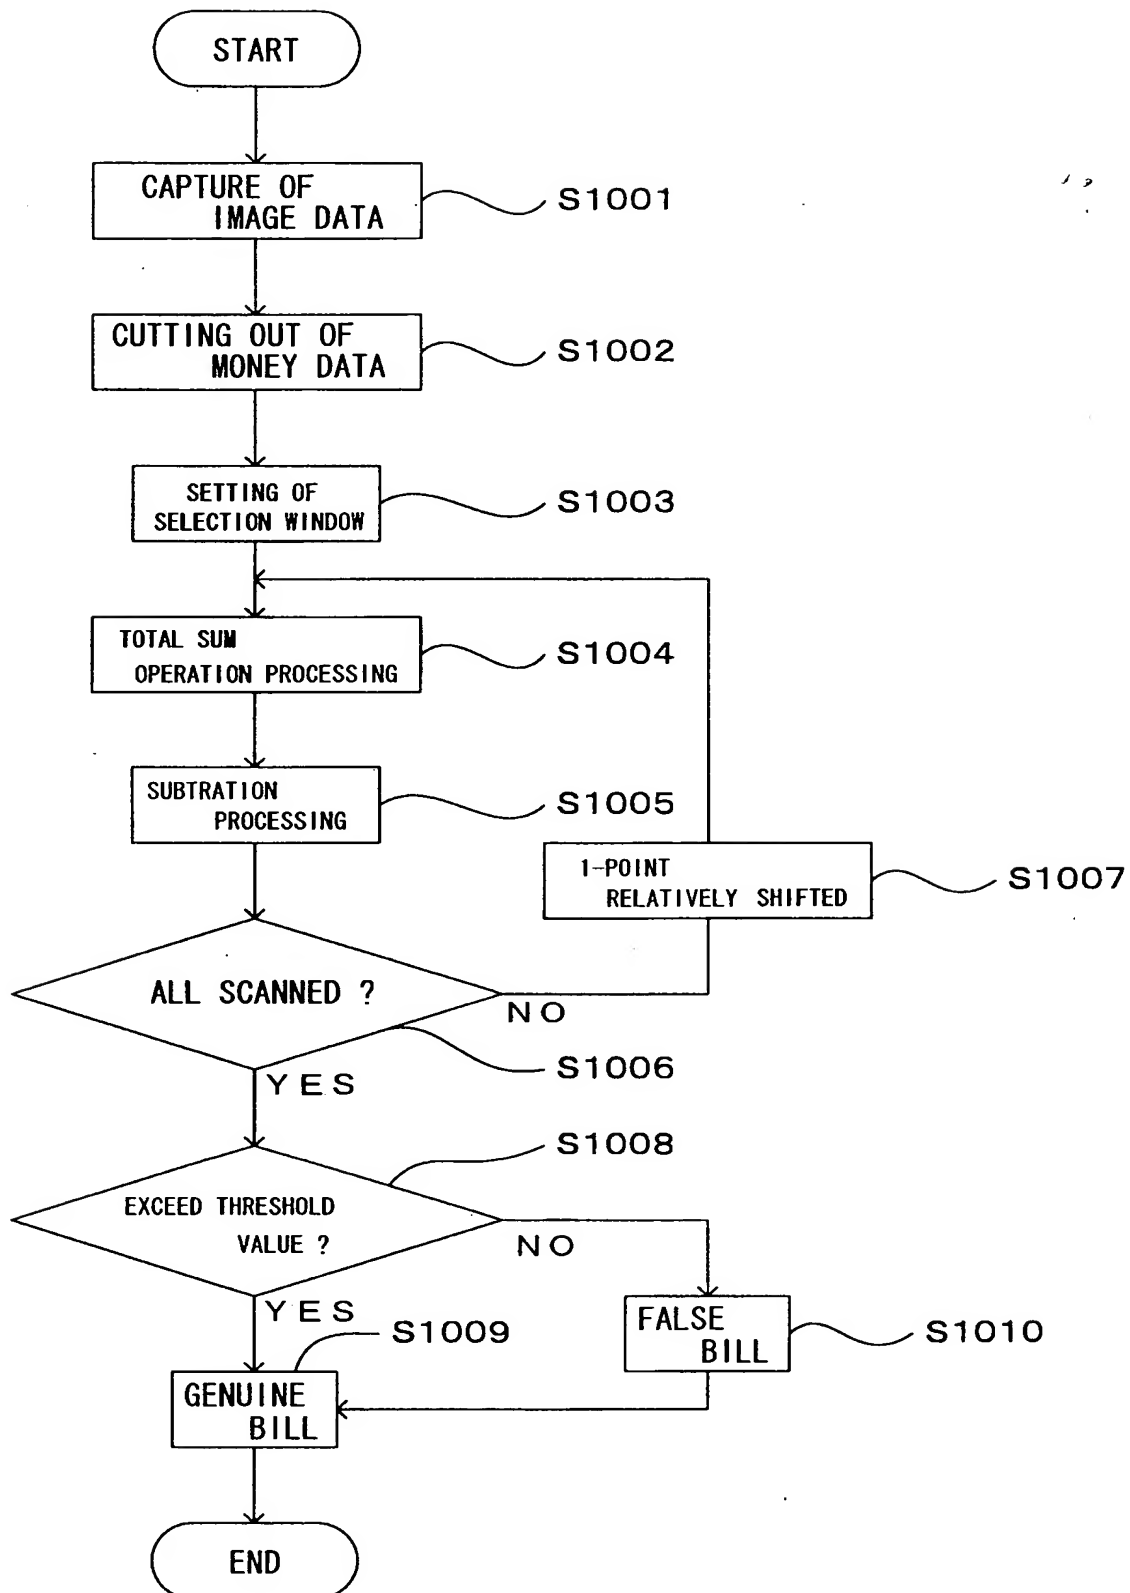 START
CAPTURE OF
IMAGE DATA
S1001
CUTTING OUT OF
MONEY DATA
S1002
SETTING OF
SELECTION WINDOW
S1003
TOTAL SUM
OPERATION PROCESSING
S1004
SUBTRATION
PROCESSING
S1005
1-POINT
RELATIVELY SHIFTED
S1007
ALL SCANNED ?
NO
S1006
YES
S1008
EXCEED THRESHOLD
VALUE ?
NO
YES
S1009
FALSE
BILL
S1010
GENUINE
BILL
END